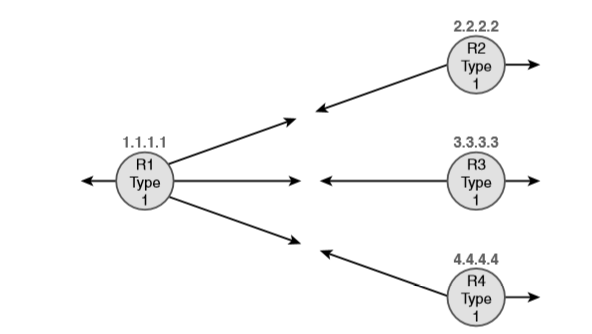 2.2.2.2
R2
Type
1
1.1.1.1
R1
Type
1
3.3.3.3
R3
Type
1
4.4.4.4
R4
Type
1